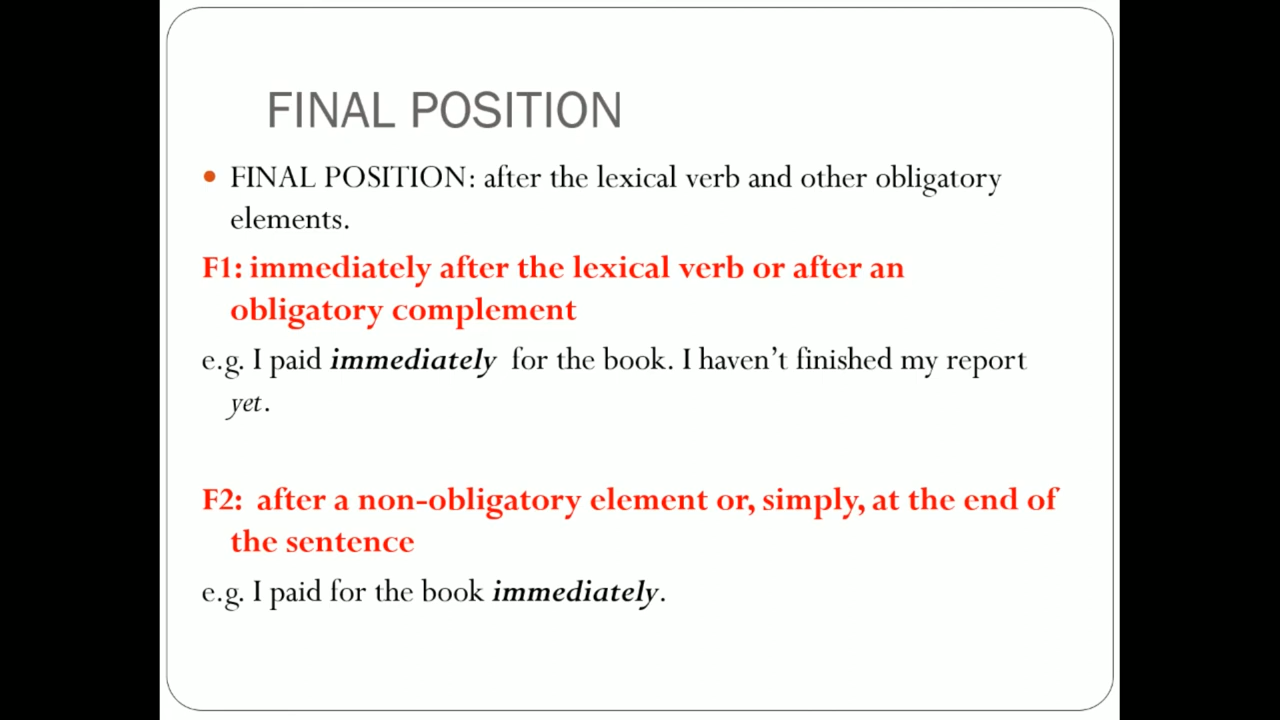 FINAL POSITION
• FINAL POSITION: after the lexical verb and other obligatory
elements.
F1: immediately after the lexical verb or after an
obligatory complement
e.g. I paid immediately for the book. I haven’t finished my report
yet.
F2: after a non-obligatory element or, simply, at the end of
the sentence
e.g. I paid for the book immediately.